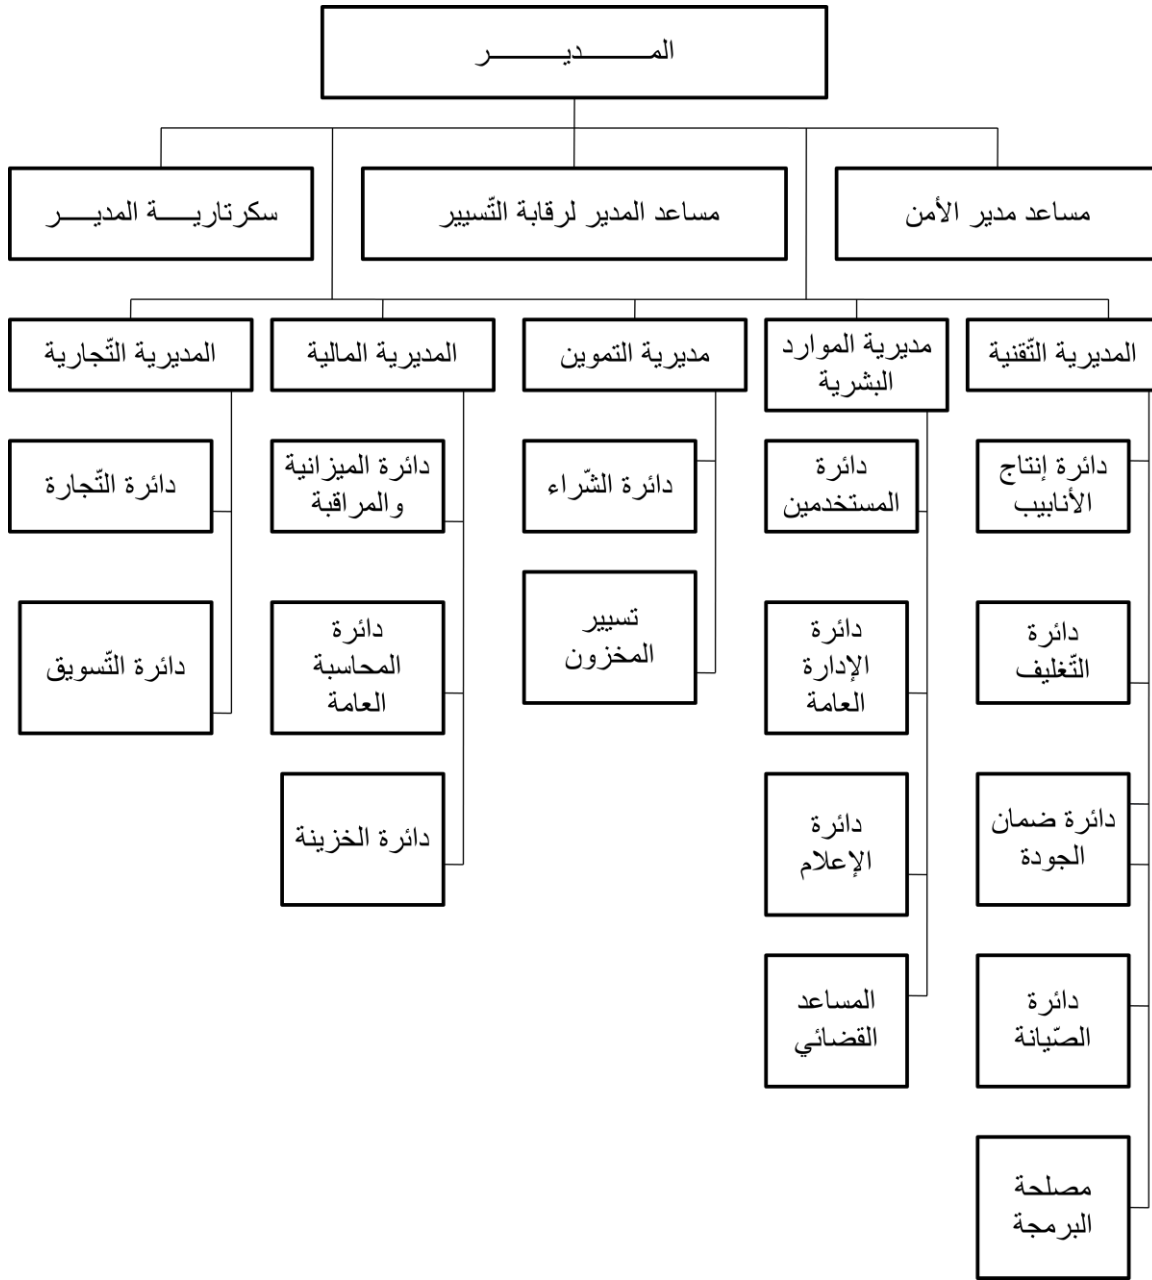 المـــــــــــديـــــــــــــر
مساعد مدير الأمن
مساعد المدير لرقابة التّسيير
سكرتاريـــــة المديــــر
المديرية التّقنية
مديرية الموارد
البشرية
مديرية التموين
المديرية المالية
المديرية التّجارية
دائرة إنتاج
الأنابيب
دائرة
المستخدمين
دائرة الشّراء
دائرة الميزانية
والمراقبة
دائرة التّجارة
دائرة
التّغليف
دائرة
الإدارة
العامة
تسيير
المخزون
دائرة
المحاسبة
العامة
دائرة التّسويق
دائرة ضمان
الجودة
دائرة
الإعلام
دائرة الخزينة
دائرة
الصّيانة
المساعد
القضائي
مصلحة
البرمجة